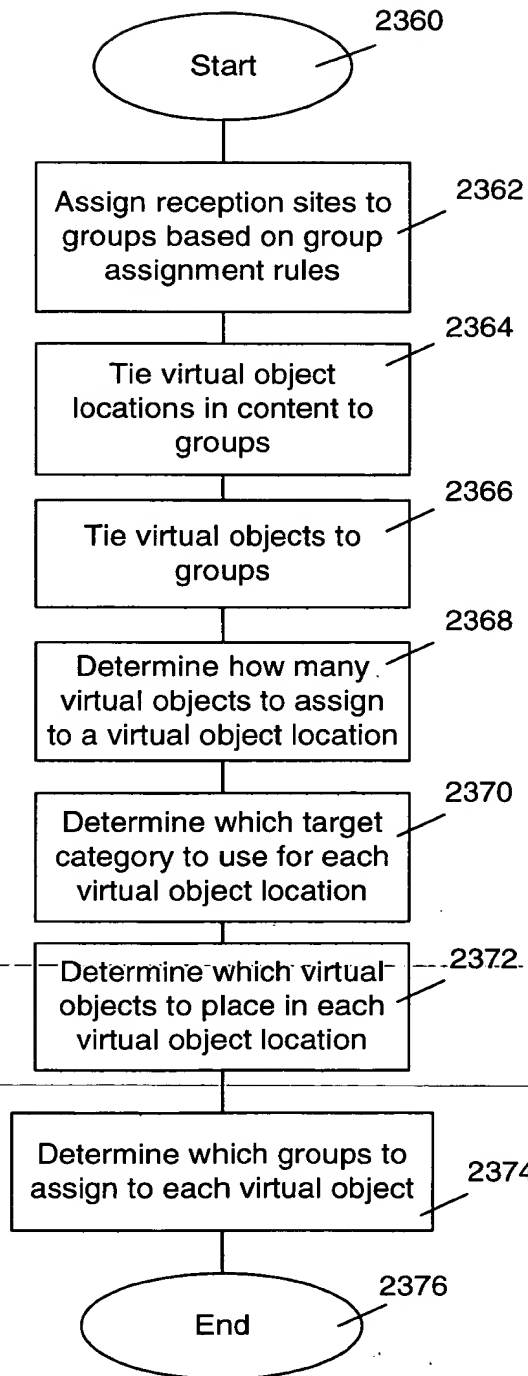 2360
Start
2362
Assign reception sites to
groups based on group
assignment rules
2364
Tie virtual object
locations in content to
groups
2366
Tie virtual objects to
groups
2368
Determine how many
virtual objects to assign
to a virtual object location
2370
Determine which target
category to use for each
virtual object location
2372
Determine which virtual
objects to place in each
virtual object location
Determine which groups to
assign to each virtual object
2374
2376
End